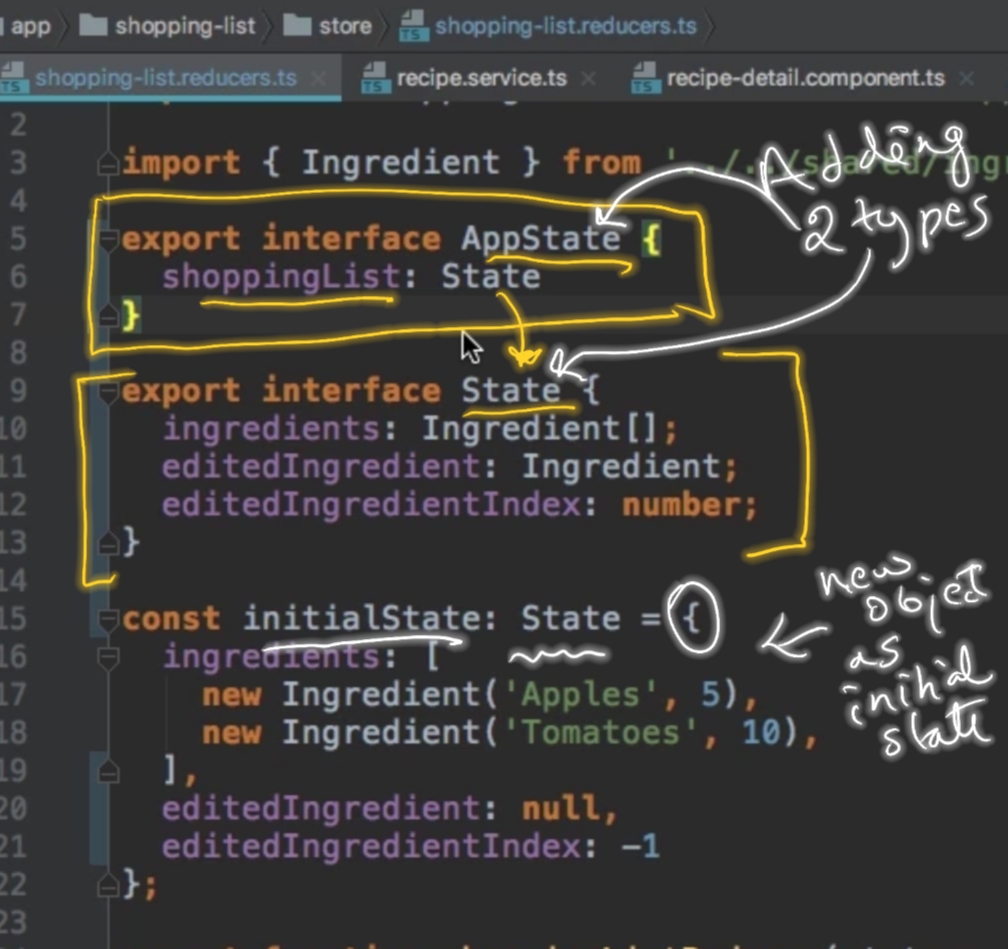 app shopping-list store shopping-list.reducers.ts
shopping-list.reducers.ts × recipe.service.ts × recipe-detail.component.ts ×
2
3 import { Ingredient } from
Adding
2 types
4
5 export interface AppState {
6 shoppingList: State
7 }
8
9 export interface State {
10 ingredients: Ingredient[];
11 editedIngredient: Ingredient;
12 editedIngredientIndex: number;
13 }
14
15 const initialState: State = {
new
object
as
initial
state
16 ingredients: [
17 new Ingredient('Apples', 5),
18 new Ingredient('Tomatoes', 10),
19 ],
20 editedIngredient: null,
21 editedIngredientIndex: -1
22 };
23